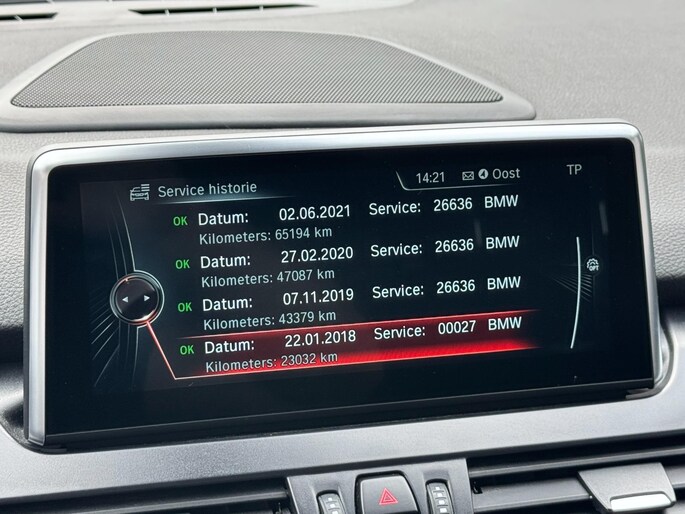 Service historie 14:21 Oost TP
OK Datum: 02.06.2021 Service: 26636 BMW
Kilometers: 65194 km
OK Datum: 27.02.2020 Service: 26636 BMW
Kilometers: 47087 km
OK Datum: 07.11.2019 Service: 26636 BMW
Kilometers: 43379 km
OK Datum: 22.01.2018 Service: 00027 BMW
Kilometers: 23032 km